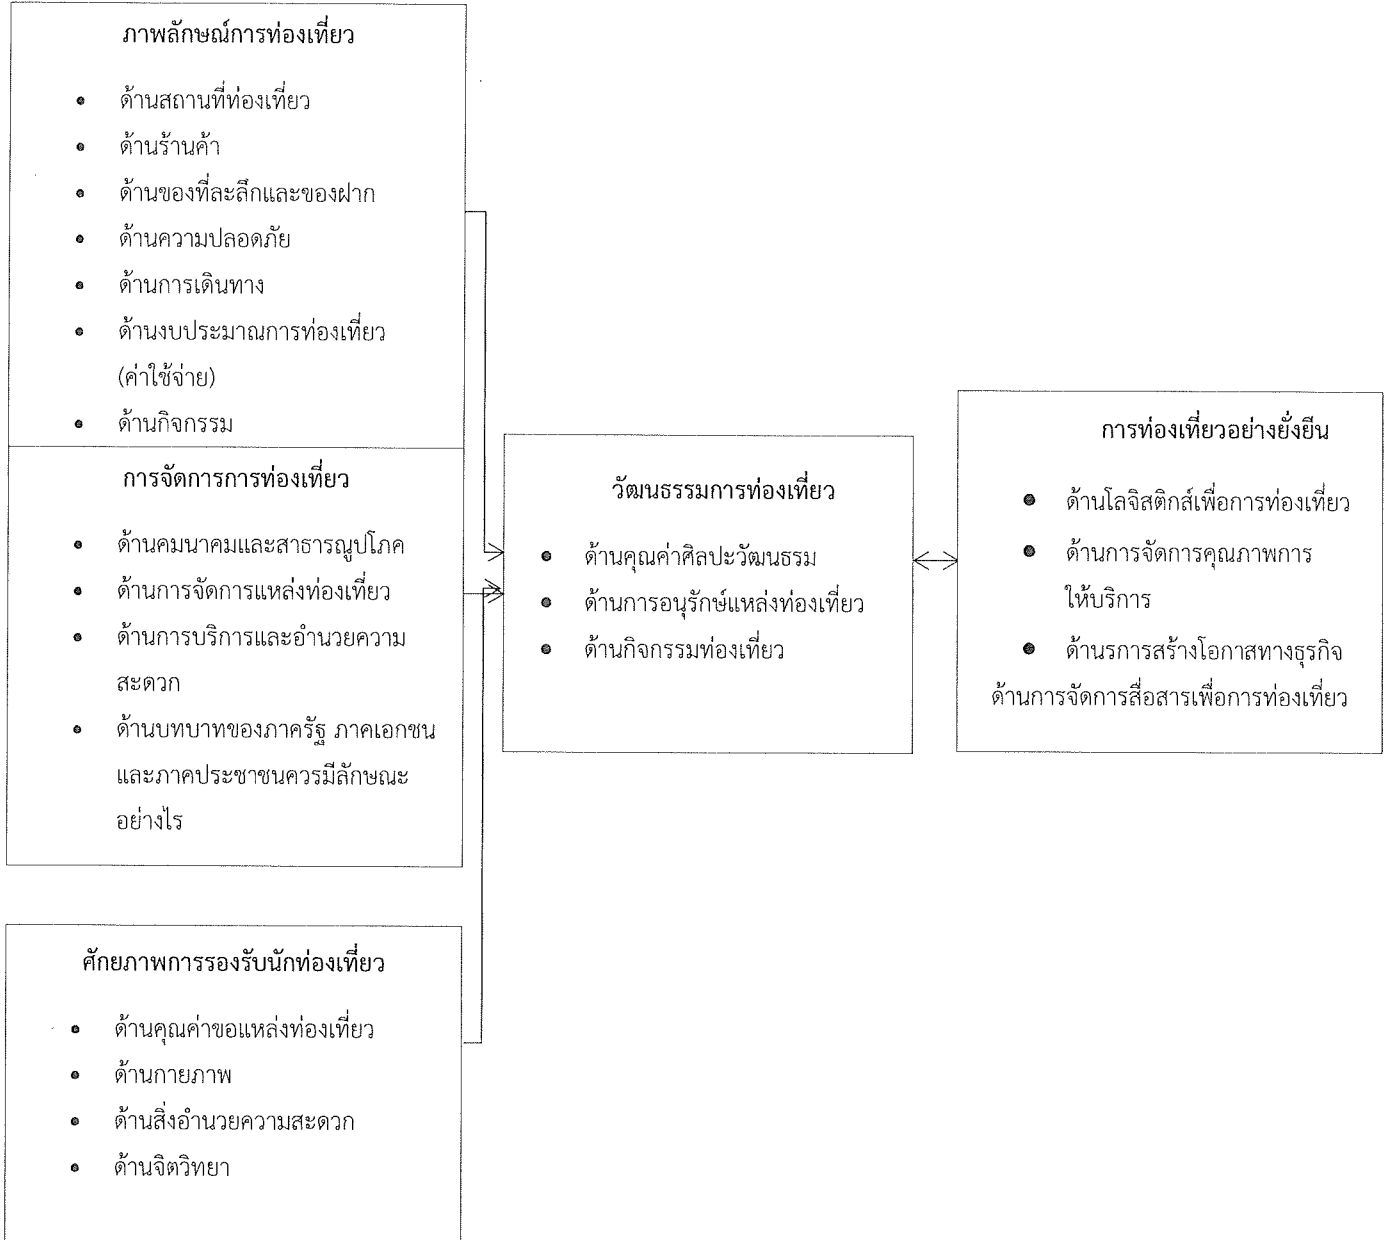 ภาพลักษณ์การท่องเที่ยว
• ด้านสถานที่ท่องเที่ยว
• ด้านร้านค้า
• ด้านของที่ละลึกและของฝาก
• ด้านความปลอดภัย
• ด้านการเดินทาง
• ด้านงบประมาณการท่องเที่ยว
(ค่าใช้จ่าย)
• ด้านกิจกรรม
การจัดการการท่องเที่ยว
• ด้านคมนาคมและสาธารณูปโภค
• ด้านการจัดการแหล่งท่องเที่ยว
• ด้านการบริการและอำนวยความ
สะดวก
• ด้านบทบาทของภาครัฐ ภาคเอกชน
และภาคประชาชนควรมีลักษณะ
อย่างไร
ศักยภาพการรองรับนักท่องเที่ยว
• ด้านคุณค่าขอแหล่งท่องเที่ยว
• ด้านกายภาพ
• ด้านสิ่งอำนวยความสะดวก
• ด้านจิตวิทยา
วัฒนธรรมการท่องเที่ยว
• ด้านคุณค่าศิลปะวัฒนธรรม
• ด้านการอนุรักษ์แหล่งท่องเที่ยว
• ด้านกิจกรรมท่องเที่ยว
การท่องเที่ยวอย่างยั่งยืน
• ด้านโลจิสติกส์เพื่อการท่องเที่ยว
• ด้านการจัดการคุณภาพการ
ให้บริการ
• ด้านรการสร้างโอกาสทางธุรกิจ
ด้านการจัดการสื่อสารเพื่อการท่องเที่ยว